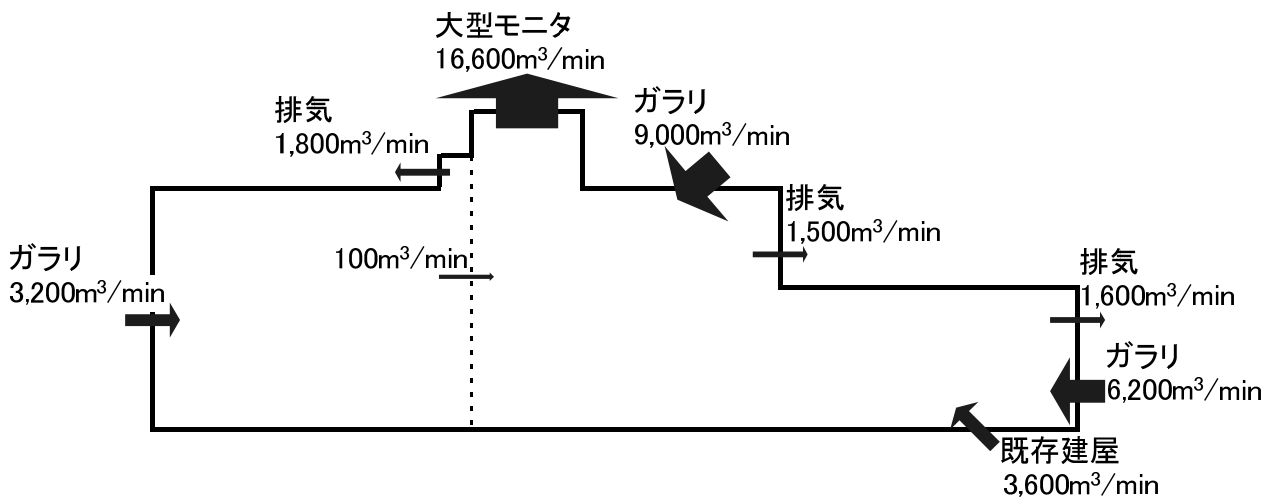 大型モニタ
16,600m³/min
排気
1,800m³/min
ガラリ
9,000m³/min
排気
1,500m³/min
ガラリ
3,200m³/min
100m³/min
排気
1,600m³/min
ガラリ
6,200m³/min
既存建屋
3,600m³/min